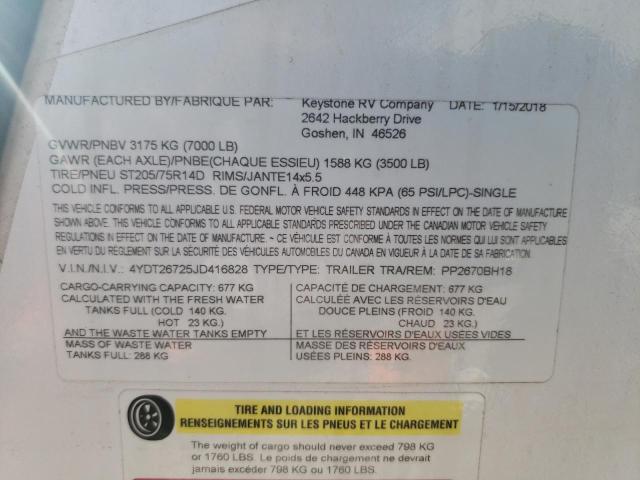 MANUFACTURED BY/FABRIQUE PAR: Keystone RV Company DATE: 1/15/2018
2642 Hackberry Drive
Goshen, IN 46526
GVWR/PNBV 3175 KG (7000 LB)
GAWR (EACH AXLE)/PNBE(CHAQUE ESSIEU) 1588 KG (3500 LB)
TIRE/PNEU ST205/75R14D RIMS/JANTE14x5.5
COLD INFL. PRESS/PRESS. DE GONFL. À FROID 448 KPA (65 PSI/LPC)-SINGLE
THIS VEHICLE CONFORMS TO ALL APPLICABLE U.S. FEDERAL MOTOR VEHICLE SAFETY STANDARDS IN EFFECT ON THE DATE OF MANUFACTURE
SHOWN ABOVE. THIS VEHICLE CONFORMS TO ALL APPLICABLE STANDARDS PRESCRIBED UNDER THE CANADIAN MOTOR VEHICLE SAFETY
REGULATIONS IN EFFECT ON THE DATE OF MANUFACTURE ~ CE VÉHICULE EST CONFORME À TOUTES LES NORMES QUI LUI SONT APPLICABLES
EN VERTU DU RÈGLEMENT SUR LA SÉCURITÉ DES VÉHICULES AUTOMOBILES DU CANADA EN VIGUEUR À LA DATE DE SA FABRICATION.
V.I.N./N.I.V.: 4YDT26725JD416828 TYPE/TYPE: TRAILER TRA/REM: PP2670BH18
CARGO-CARRYING CAPACITY: 677 KG
CALCULATED WITH THE FRESH WATER
TANKS FULL (COLD 140 KG.
HOT 23 KG.)
AND THE WASTE WATER TANKS EMPTY
MASS OF WASTE WATER
TANKS FULL: 288 KG
CAPACITÉ DE CHARGEMENT: 677 KG
CALCULÉE AVEC LES RÉSERVOIRS D'EAU
DOUCE PLEINS (FROID 140 KG.
CHAUD 23 KG.)
ET LES RÉSERVOIRS D'EAUX USÉES VIDES
MASSE DES RÉSERVOIRS D'EAUX
USÉES PLEINS: 288 KG.
TIRE AND LOADING INFORMATION
RENSEIGNEMENTS SUR LES PNEUS ET LE CHARGEMENT
The weight of cargo should never exceed 798 KG
or 1760 LBS. Le poids de chargement ne devrait
jamais excéder 798 KG ou 1760 LBS.